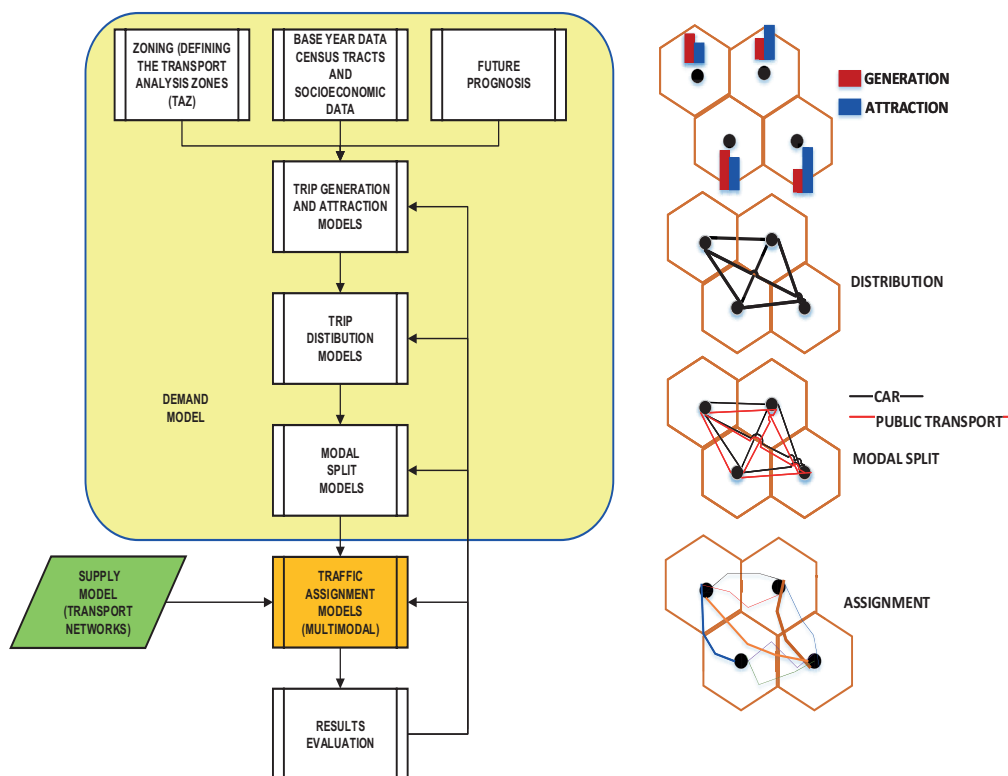 ZONING (DEFINING
THE TRANSPORT
ANALYSIS ZONES
(TAZ)
BASE YEAR DATA
CENSUS TRACTS
AND
SOCIOECONOMIC
DATA
FUTURE
PROGNOSIS
TRIP GENERATION
AND ATTRACTION
MODELS
TRIP
DISTIBUTION
MODELS
DEMAND
MODEL
MODAL
SPLIT
MODELS
SUPPLY
MODEL
(TRANSPORT
NETWORKS)
TRAFFIC
ASSIGNMENT
MODELS
(MULTIMODAL)
RESULTS
EVALUATION
GENERATION
ATTRACTION
DISTRIBUTION
CAR
PUBLIC TRANSPORT
MODAL SPLIT
ASSIGNMENT